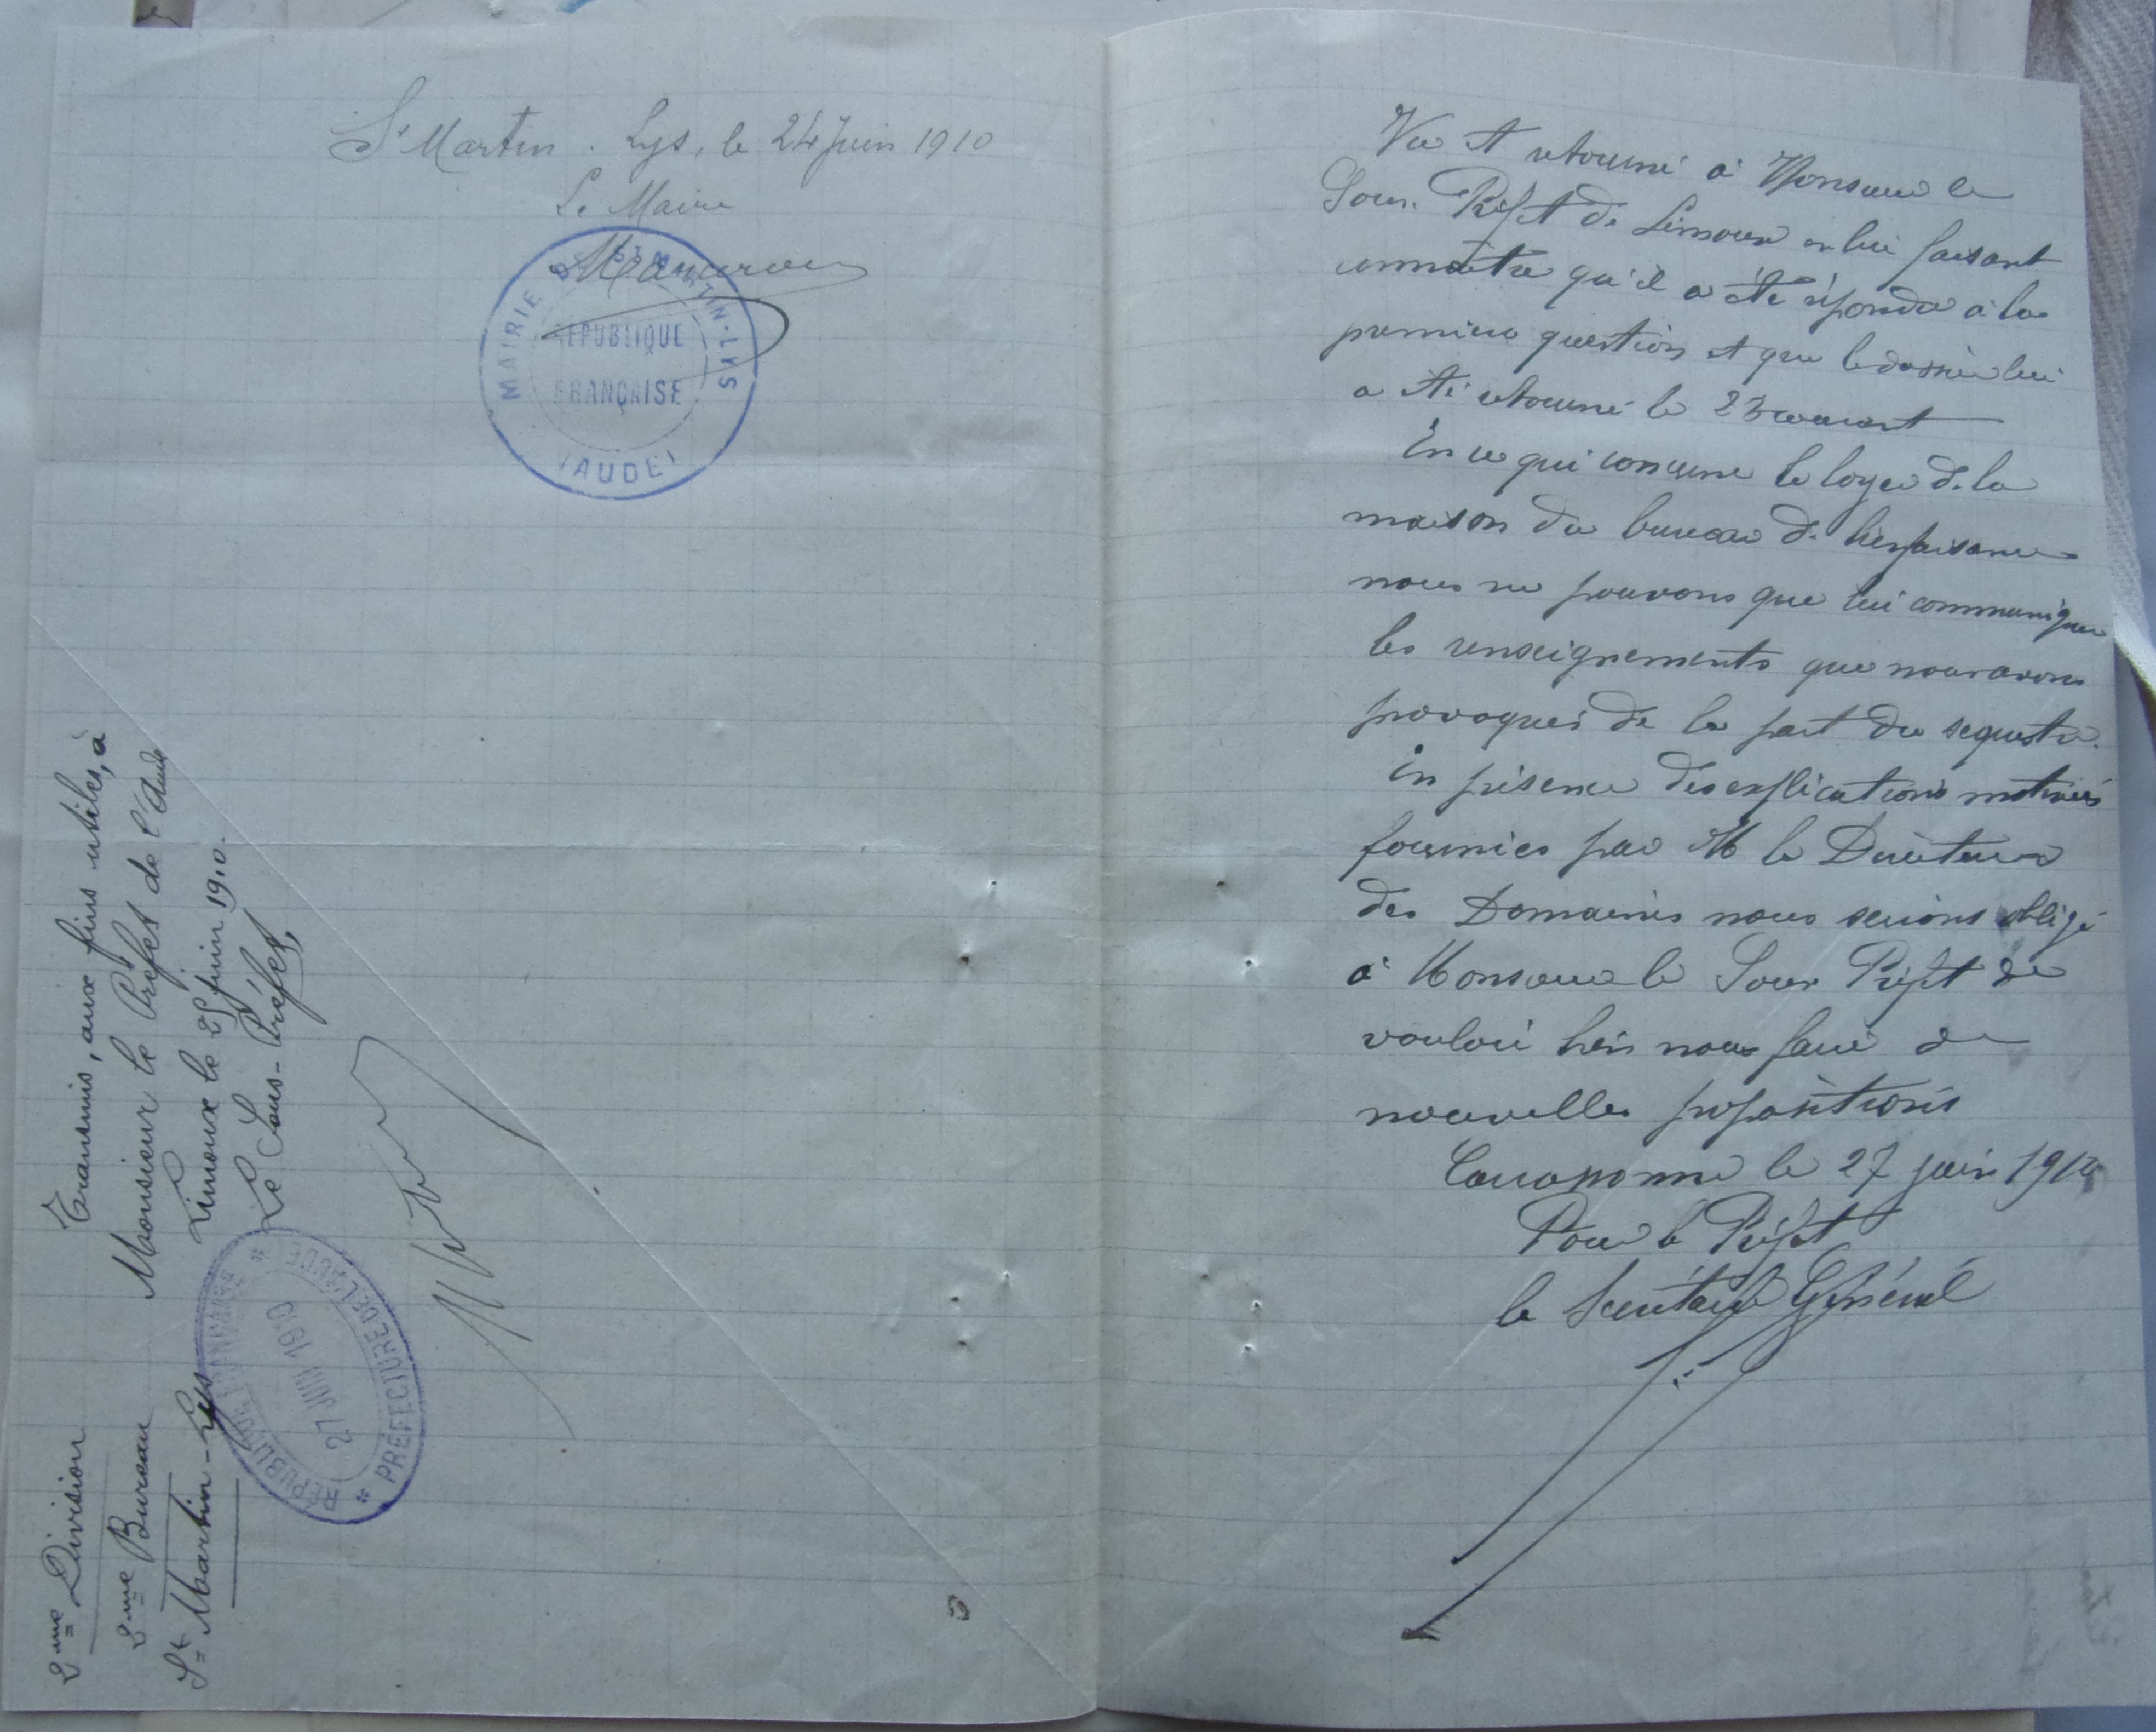 St Martin-Lys, le 24 Juin 1910
Le Maire
MAIRIE DE ST MARTIN-LYS
RÉPUBLIQUE
FRANÇAISE
(AUDE)
Transmis, aux fins utiles, à
Monsieur le Préfet de l'Aude
Limoux le 25 juin 1910.
Le Sous-Préfet,
2me Division
2me Bureau
St Martin-Lys
RÉPUBLIQUE FRANÇAISE
27 JUIN 1910
PRÉFECTURE DE L'AUDE
Vu et retourné à Monsieur le
Sous-Préfet de Limoux en lui faisant
connaître qu'il a été répondu à la
première question et que le dossier lui
a été retourné le 23 courant
En ce qui concerne le loyer de la
maison du bureau de bienfaisance
nous ne pouvons que lui communiquer
les renseignements que nous avons
provoqués de la part du sequestre.
En présence des explications motivées
fournies par M le Directeur
des Domaines nous serions obligé
à Monsieur le Sous Préfet de
vouloir bien nous faire de
nouvelles propositions
Carcassonne le 27 juin 1910
Pour le Préfet
le Secrétaire Général